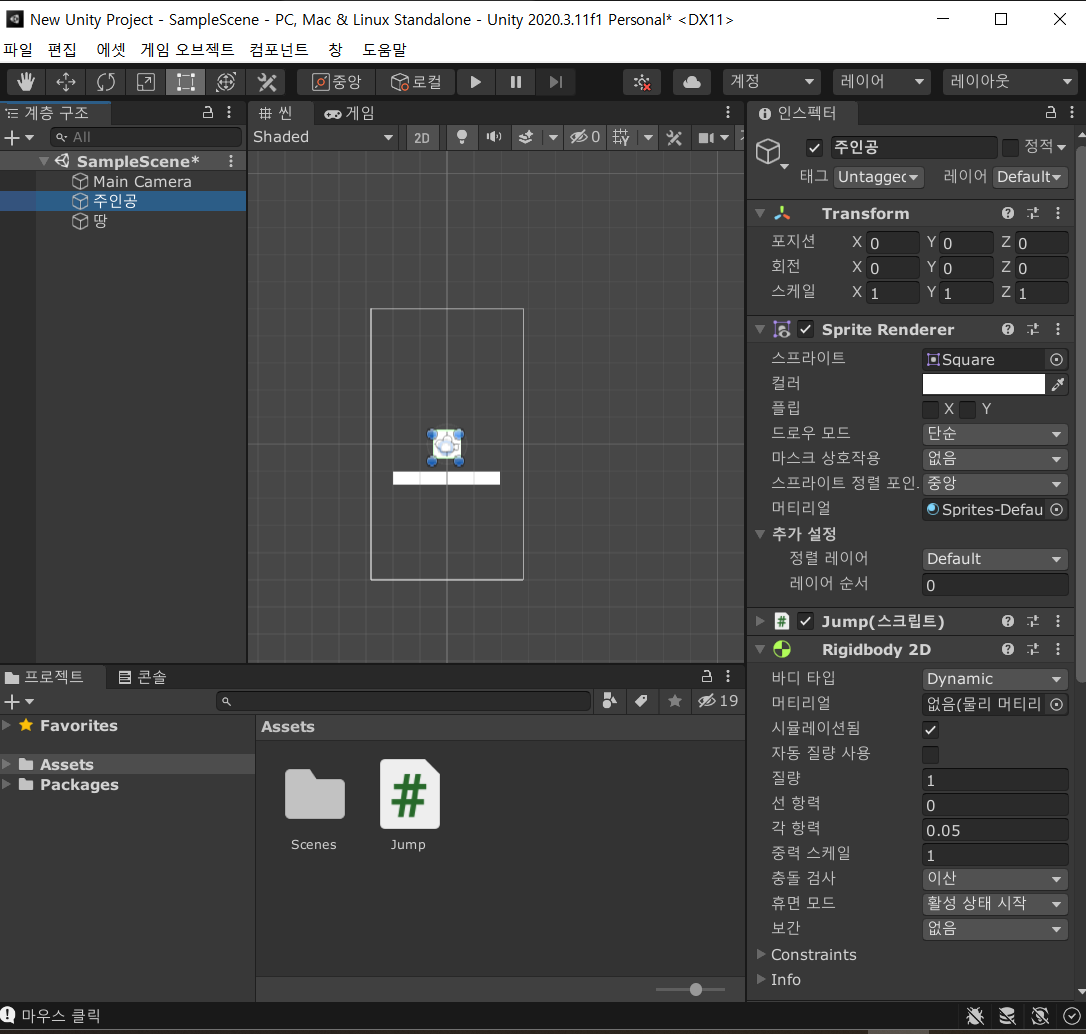 New Unity Project - SampleScene - PC, Mac & Linux Standalone - Unity 2020.3.11f1 Personal* <DX11>
파일 편집 에셋 게임 오브젝트 컴포넌트 창 도움말
중앙 로컬 계정 레이어 레이아웃
계층 구조
All
SampleScene*
Main Camera
주인공
땅
씬 게임
Shaded 2D 0
인스펙터
주인공 정적
태그 Untagged 레이어 Default
Transform
포지션 X 0 Y 0 Z 0
회전 X 0 Y 0 Z 0
스케일 X 1 Y 1 Z 1
Sprite Renderer
스프라이트 Square
컬러
플립 X Y
드로우 모드 단순
마스크 상호작용 없음
스프라이트 정렬 포인. 중앙
머티리얼 Sprites-Defau
추가 설정
정렬 레이어 Default
레이어 순서 0
Jump(스크립트)
Rigidbody 2D
바디 타입 Dynamic
머티리얼 없음(물리 머티리
시뮬레이션됨
자동 질량 사용
질량 1
선 항력 0
각 항력 0.05
중력 스케일 1
충돌 검사 이산
휴면 모드 활성 상태 시작
보간 없음
Constraints
Info
프로젝트 콘솔
19
Favorites
Assets
Packages
Assets
Scenes
Jump
마우스 클릭